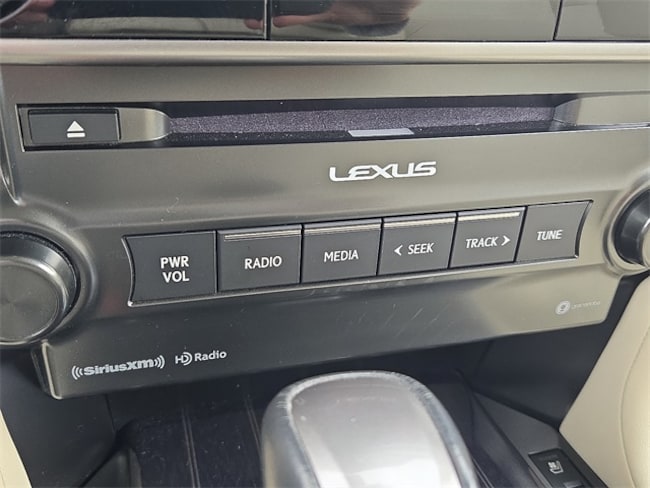 LEXUS
PWR
VOL
RADIO
MEDIA
< SEEK
TRACK >
TUNE
((SiriusXM))
HD Radio